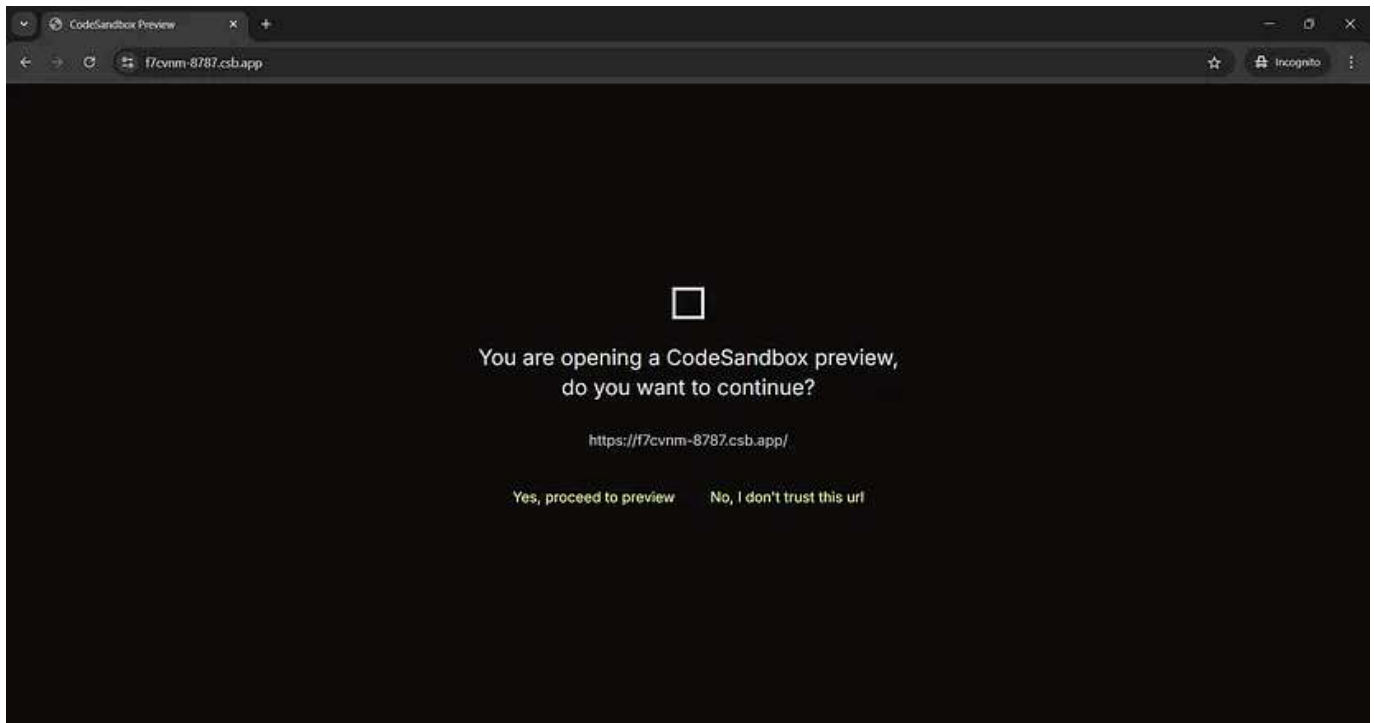 CodeSandbox Preview
f7cvnm-8787.csb.app
Incognito
You are opening a CodeSandbox preview,
do you want to continue?
https://f7cvnm-8787.csb.app/
Yes, proceed to preview No, I don't trust this url